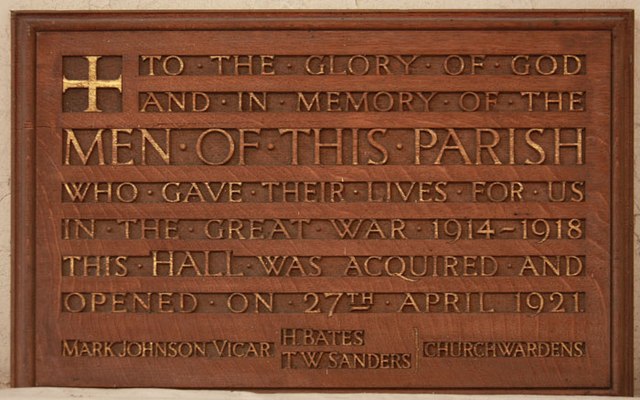 TO · THE · GLORY · OF · GOD
AND · IN · MEMORY · OF · THE
MEN · OF · THIS · PARISH
WHO · GAVE · THEIR · LIVES · FOR · US
IN · THE · GREAT · WAR · 1914-1918
THIS · HALL · WAS · ACQUIRED · AND
OPENED · ON · 27TH · APRIL · 1921
MARK JOHNSON VICAR
H. BATES
T. W. SANDERS
CHURCHWARDENS